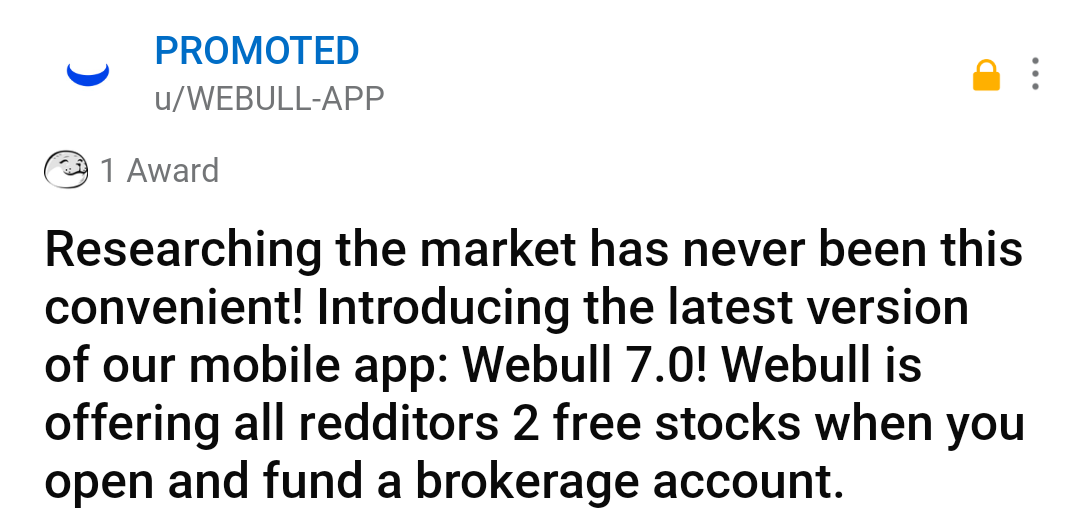 PROMOTED
u/WEBULL-APP
1 Award
Researching the market has never been this
convenient! Introducing the latest version
of our mobile app: Webull 7.0! Webull is
offering all redditors 2 free stocks when you
open and fund a brokerage account.